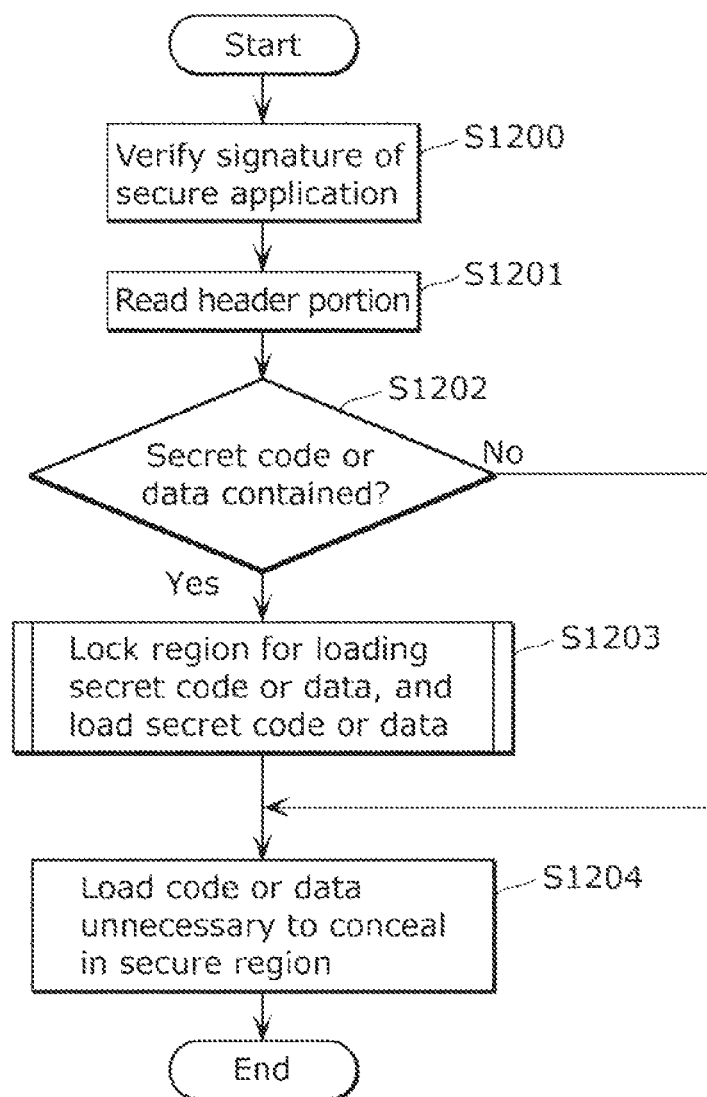 Start
S1200
Verify signature of
secure application
S1201
Read header portion
S1202
Secret code or
data contained?
No
Yes
S1203
Lock region for loading
secret code or data, and
load secret code or data
S1204
Load code or data
unnecessary to conceal
in secure region
End